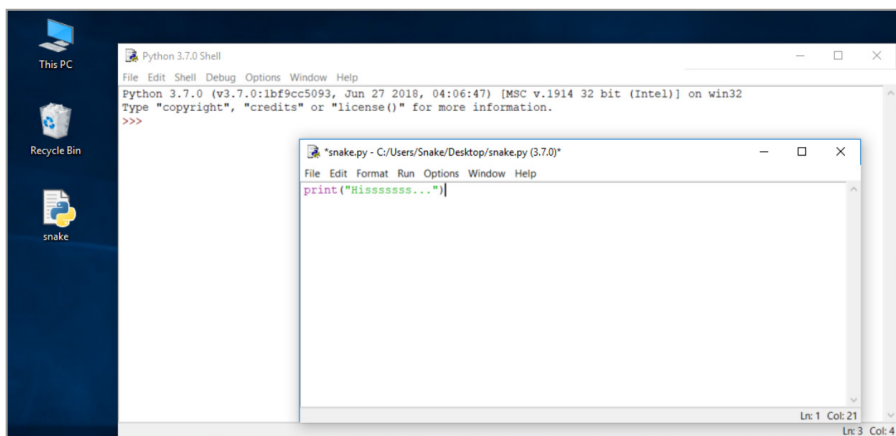 This PC
Recycle Bin
snake
Python 3.7.0 Shell
File Edit Shell Debug Options Window Help
Python 3.7.0 (v3.7.0:1bf9cc5093, Jun 27 2018, 04:06:47) [MSC v.1914 32 bit (Intel)] on win32
Type "copyright", "credits" or "license()" for more information.
>>>
*snake.py - C:/Users/Snake/Desktop/snake.py (3.7.0)*
File Edit Format Run Options Window Help
print("Hisssssss...")
Ln: 1 Col: 21
Ln: 3 Col: 4